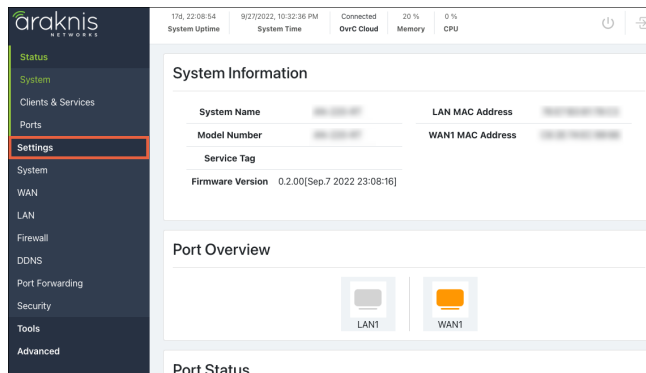 araknis
NETWORKS
17d, 22:08:54
System Uptime
9/27/2022, 10:32:36 PM
System Time
Connected
OvrC Cloud
20 %
Memory
0 %
CPU
Status
System
Clients & Services
Ports
Settings
System
WAN
LAN
Firewall
DDNS
Port Forwarding
Security
Tools
Advanced
System Information
System Name
LAN MAC Address
Model Number
WAN1 MAC Address
Service Tag
Firmware Version 0.2.00[Sep.7 2022 23:08:16]
Port Overview
LAN1
WAN1
Port Status